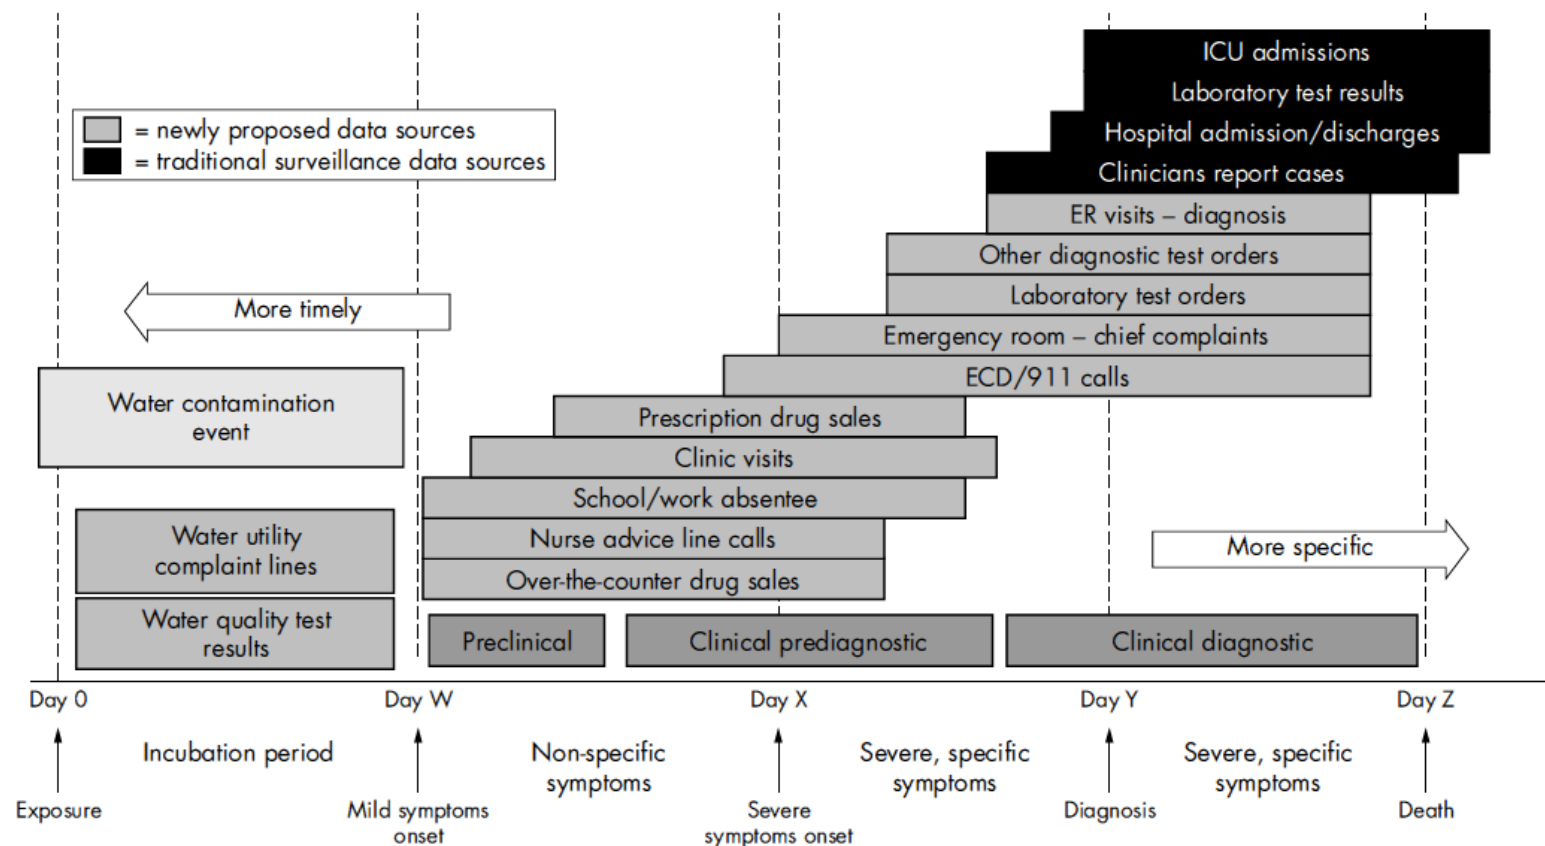 ICU admissions
Laboratory test results
Hospital admission/discharges
Clinicians report cases
ER visits – diagnosis
Other diagnostic test orders
Laboratory test orders
Emergency room – chief complaints
ECD/911 calls
Prescription drug sales
Clinic visits
School/work absentee
Nurse advice line calls
Over-the-counter drug sales
= newly proposed data sources
= traditional surveillance data sources
More timely
Water contamination
event
Water utility
complaint lines
Water quality test
results
More specific
Preclinical
Clinical prediagnostic
Clinical diagnostic
Day 0
Day W
Day X
Day Y
Day Z
Incubation period
Non-specific
symptoms
Severe, specific
symptoms
Severe, specific
symptoms
Exposure
Mild symptoms
onset
Severe
symptoms onset
Diagnosis
Death